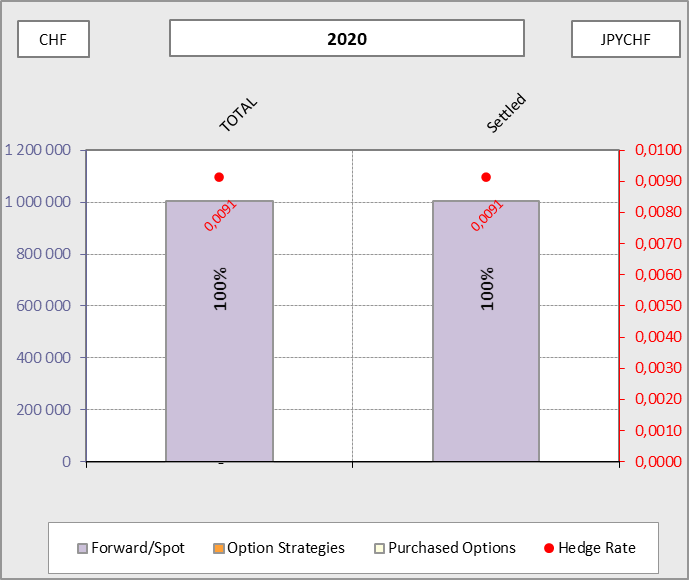 CHF
2020
JPYCHF
TOTAL
Settled
1 200 000
1 000 000
800 000
600 000
400 000
200 000
0
0,0100
0,0090
0,0080
0,0070
0,0060
0,0050
0,0040
0,0030
0,0020
0,0010
0,0000
0,0091
100%
0,0091
100%
-
Forward/Spot
Option Strategies
Purchased Options
Hedge Rate